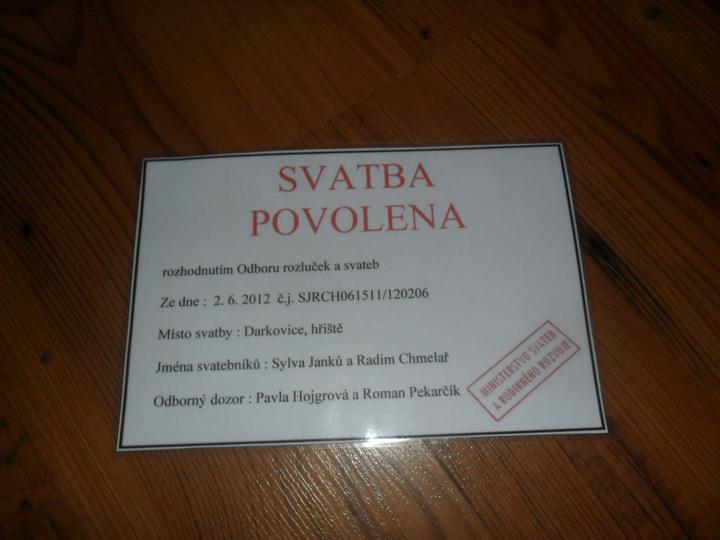 SVATBA
POVOLENA
rozhodnutím Odboru rozluček a svateb
Ze dne : 2. 6. 2012 č.j. SJRCH061511/120206
Místo svatby : Darkovice, hřiště
Jména svatebníků : Sylva Janků a Radim Chmelař
Odborný dozor : Pavla Hojgrová a Roman Pekarčík
MINISTERSTVO SVATEB
A RODINNÉHO ROZVOJE